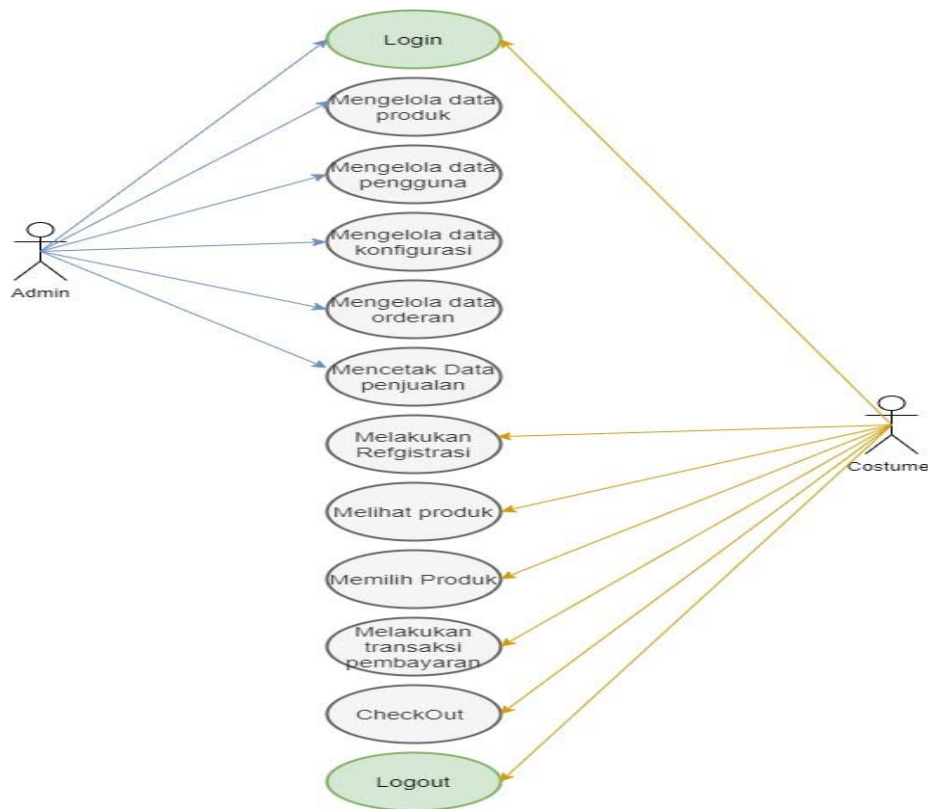 Login
Mengelola data
produk
Mengelola data
pengguna
Mengelola data
konfigurasi
Admin
Mengelola data
orderan
Mencetak Data
penjualan
Melakukan
Refgistrasi
Costume
Melihat produk
Memilih Produk
Melakukan
transaksi
pembayaran
CheckOut
Logout